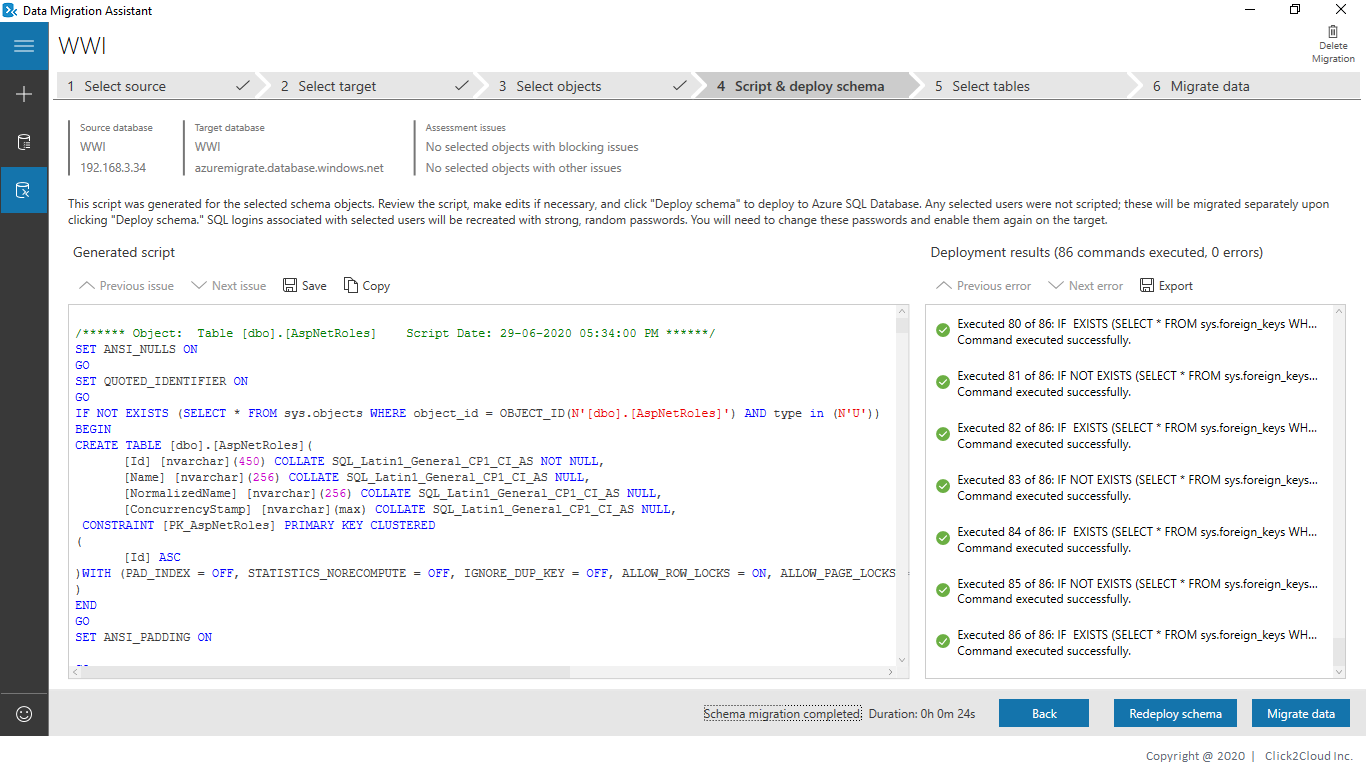 Data Migration Assistant
WWI
Delete
Migration
1 Select source
2 Select target
3 Select objects
4 Script & deploy schema
5 Select tables
6 Migrate data
Source database
WWI
192.168.3.34
Target database
WWI
azuremigrate.database.windows.net
Assessment issues
No selected objects with blocking issues
No selected objects with other issues
This script was generated for the selected schema objects. Review the script, make edits if necessary, and click "Deploy schema" to deploy to Azure SQL Database. Any selected users were not scripted; these will be migrated separately upon
clicking "Deploy schema." SQL logins associated with selected users will be recreated with strong, random passwords. You will need to change these passwords and enable them again on the target.
Generated script
Previous issue Next issue Save Copy
/****** Object:  Table [dbo].[AspNetRoles]    Script Date: 29-06-2020 05:34:00 PM ******/
SET ANSI_NULLS ON
GO
SET QUOTED_IDENTIFIER ON
GO
IF NOT EXISTS (SELECT * FROM sys.objects WHERE object_id = OBJECT_ID(N'[dbo].[AspNetRoles]') AND type in (N'U'))
BEGIN
CREATE TABLE [dbo].[AspNetRoles](
[Id] [nvarchar](450) COLLATE SQL_Latin1_General_CP1_CI_AS NOT NULL,
[Name] [nvarchar](256) COLLATE SQL_Latin1_General_CP1_CI_AS NULL,
[NormalizedName] [nvarchar](256) COLLATE SQL_Latin1_General_CP1_CI_AS NULL,
[ConcurrencyStamp] [nvarchar](max) COLLATE SQL_Latin1_General_CP1_CI_AS NULL,
CONSTRAINT [PK_AspNetRoles] PRIMARY KEY CLUSTERED
(
[Id] ASC
)WITH (PAD_INDEX = OFF, STATISTICS_NORECOMPUTE = OFF, IGNORE_DUP_KEY = OFF, ALLOW_ROW_LOCKS = ON, ALLOW_PAGE_LOCKS =
)
END
GO
SET ANSI_PADDING ON
Deployment results (86 commands executed, 0 errors)
Previous error Next error Export
Executed 80 of 86: IF  EXISTS (SELECT * FROM sys.foreign_keys WH...
Command executed successfully.
Executed 81 of 86: IF NOT EXISTS (SELECT * FROM sys.foreign_keys...
Command executed successfully.
Executed 82 of 86: IF  EXISTS (SELECT * FROM sys.foreign_keys WH...
Command executed successfully.
Executed 83 of 86: IF NOT EXISTS (SELECT * FROM sys.foreign_keys...
Command executed successfully.
Executed 84 of 86: IF  EXISTS (SELECT * FROM sys.foreign_keys WH...
Command executed successfully.
Executed 85 of 86: IF NOT EXISTS (SELECT * FROM sys.foreign_keys...
Command executed successfully.
Executed 86 of 86: IF  EXISTS (SELECT * FROM sys.foreign_keys WH...
Command executed successfully.
Schema migration completed Duration: 0h 0m 24s
Back
Redeploy schema
Migrate data
Copyright @ 2020 | Click2Cloud Inc.